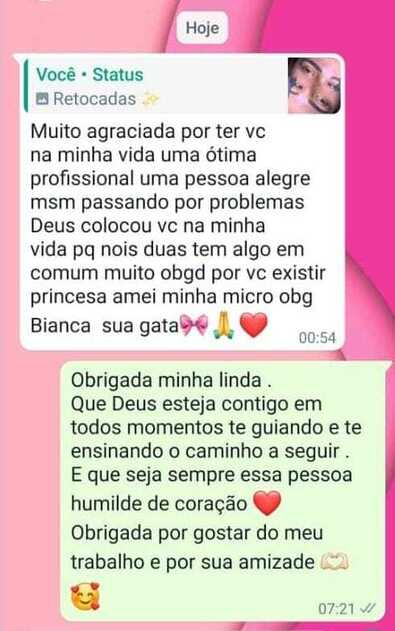 Hoje
Você • Status
Retocadas ✨
Muito agraciada por ter vc
na minha vida uma ótima
profissional uma pessoa alegre
msm passando por problemas
Deus colocou vc na minha
vida pq nois duas tem algo em
comum muito obgd por vc existir
princesa amei minha micro obg
Bianca sua gata🎀🙏❤️
00:54
Obrigada minha linda .
Que Deus esteja contigo em
todos momentos te guiando e te
ensinando o caminho a seguir .
E que seja sempre essa pessoa
humilde de coração ❤️
Obrigada por gostar do meu
trabalho e por sua amizade 🫶🏻
🥰
07:21